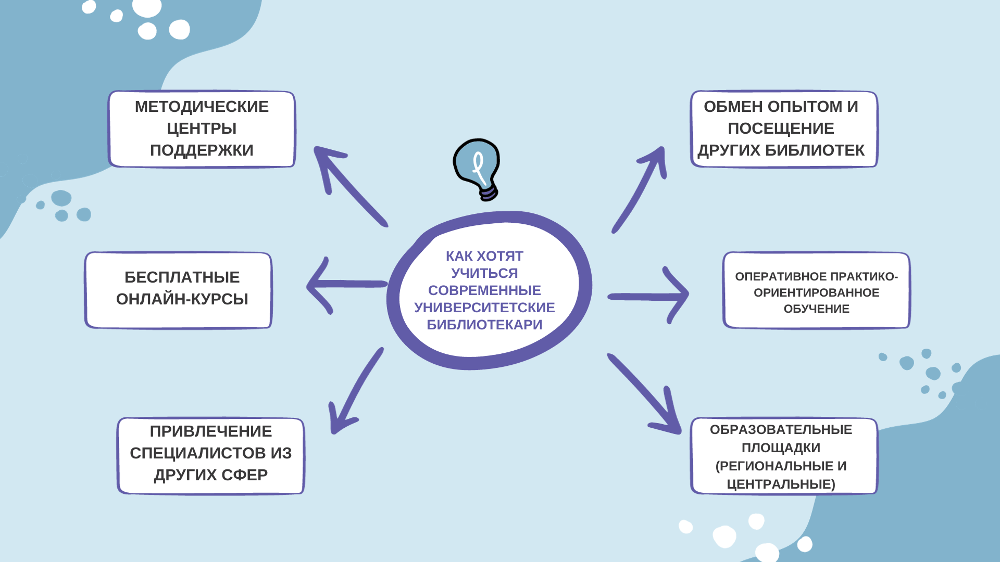 МЕТОДИЧЕСКИЕ
ЦЕНТРЫ
ПОДДЕРЖКИ
ОБМЕН ОПЫТОМ И
ПОСЕЩЕНИЕ
ДРУГИХ БИБЛИОТЕК
КАК ХОТЯТ
УЧИТЬСЯ
СОВРЕМЕННЫЕ
УНИВЕРСИТЕТСКИЕ
БИБЛИОТЕКАРИ
БЕСПЛАТНЫЕ
ОНЛАЙН-КУРСЫ
ОПЕРАТИВНОЕ ПРАКТИКО-
ОРИЕНТИРОВАННОЕ
ОБУЧЕНИЕ
ПРИВЛЕЧЕНИЕ
СПЕЦИАЛИСТОВ ИЗ
ДРУГИХ СФЕР
ОБРАЗОВАТЕЛЬНЫЕ
ПЛОЩАДКИ
(РЕГИОНАЛЬНЫЕ И
ЦЕНТРАЛЬНЫЕ)